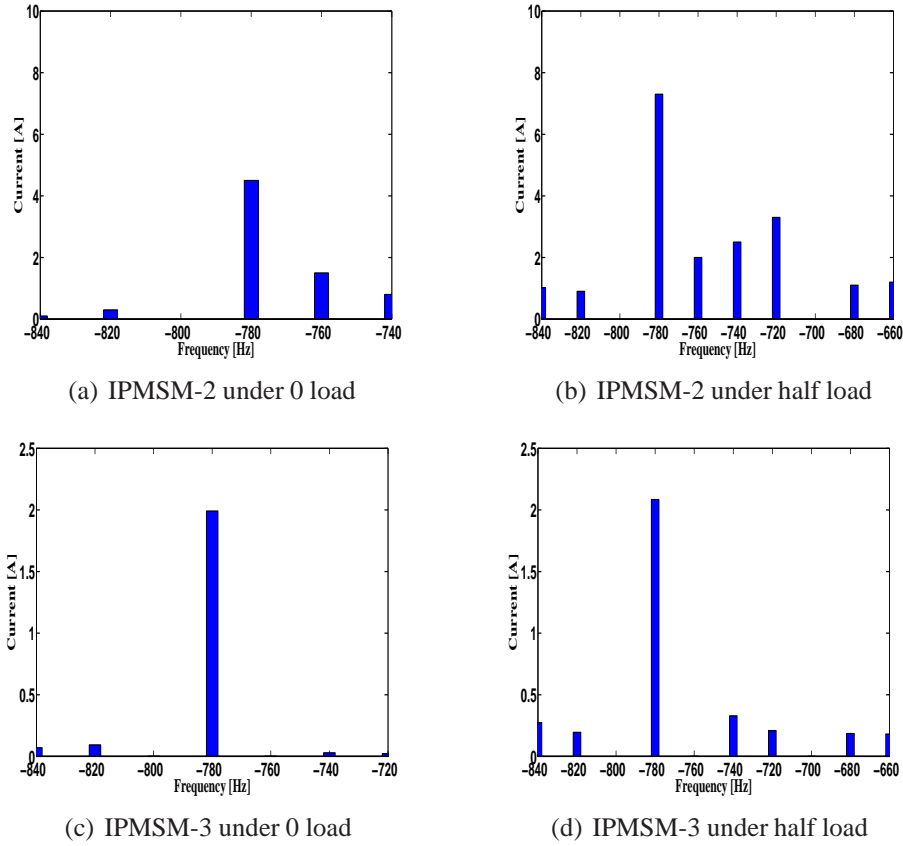 10
8
6
4
2
0
Current [A]
−840 −820 −800 −780 −760 −740
Frequency [Hz]
(a) IPMSM-2 under 0 load
10
8
6
4
2
0
Current [A]
−840 −820 −800 −780 −760 −740 −720 −700 −680 −660
Frequency [Hz]
(b) IPMSM-2 under half load
2.5
2
1.5
1
0.5
0
Current [A]
−840 −820 −800 −780 −760 −740 −720
Frequency [Hz]
(c) IPMSM-3 under 0 load
2.5
2
1.5
1
0.5
0
Current [A]
−840 −820 −800 −780 −760 −740 −720 −700 −680 −660
Frequency [Hz]
(d) IPMSM-3 under half load